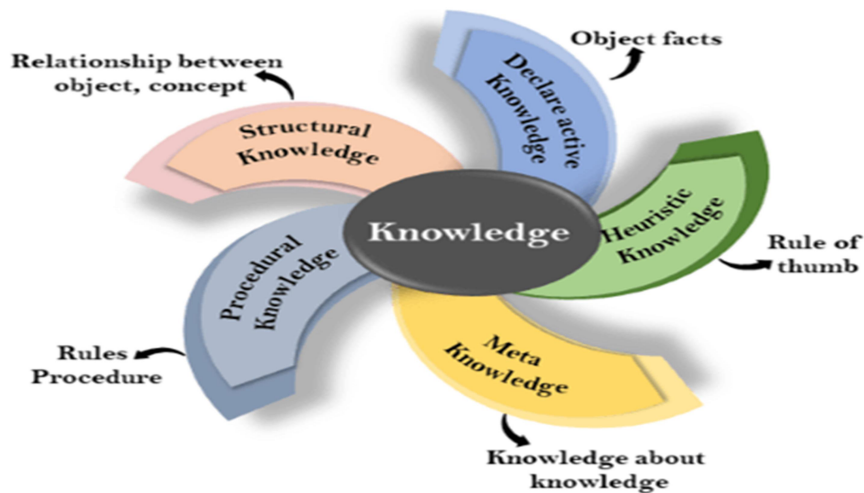 Relationship between
object, concept
Structural
Knowledge
Declare active
Knowledge
Object facts
Knowledge
Heuristic
Knowledge
Rule of
thumb
Procedural
Knowledge
Rules
Procedure
Meta
Knowledge
Knowledge about
knowledge